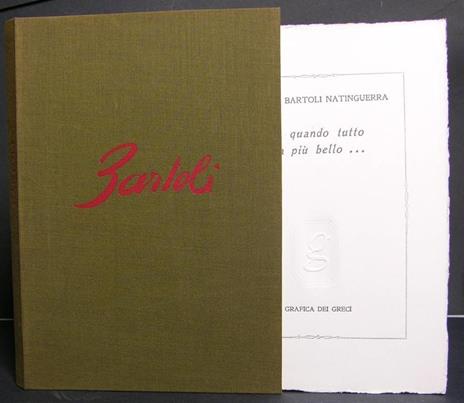 Bartoli
BARTOLI NATINGUERRA
quando tutto
più bello ...
GRAFICA DEI GRECI